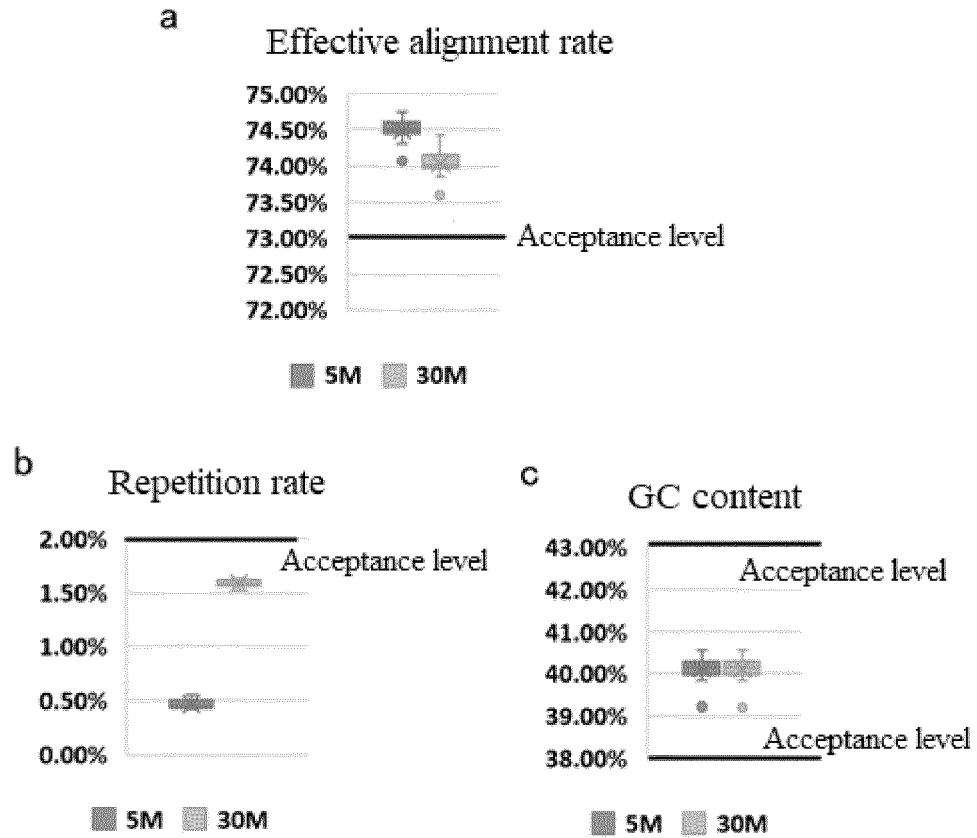 a
Effective alignment rate
75.00%
74.50%
74.00%
73.50%
73.00%
Acceptance level
72.50%
72.00%
5M 30M
b
Repetition rate
2.00%
Acceptance level
1.50%
1.00%
0.50%
0.00%
5M 30M
c
GC content
43.00%
Acceptance level
42.00%
41.00%
40.00%
39.00%
Acceptance level
38.00%
5M 30M